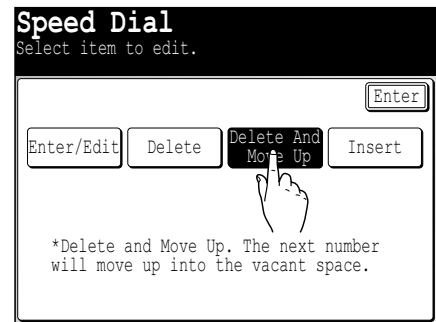 Speed Dial
Select item to edit.
Enter
Enter/Edit
Delete
Delete And
Move Up
Insert
*Delete and Move Up. The next number
will move up into the vacant space.